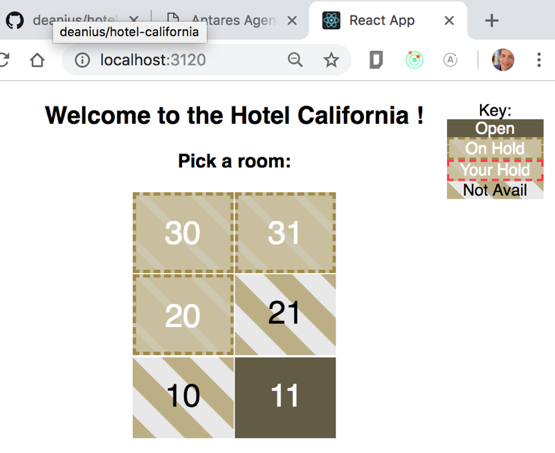 deanius/hotel
Antares Agen
React App
deanius/hotel-california
localhost:3120
Welcome to the Hotel California !
Key:
Open
On Hold
Your Hold
Not Avail
Pick a room:
30
31
20
21
10
11